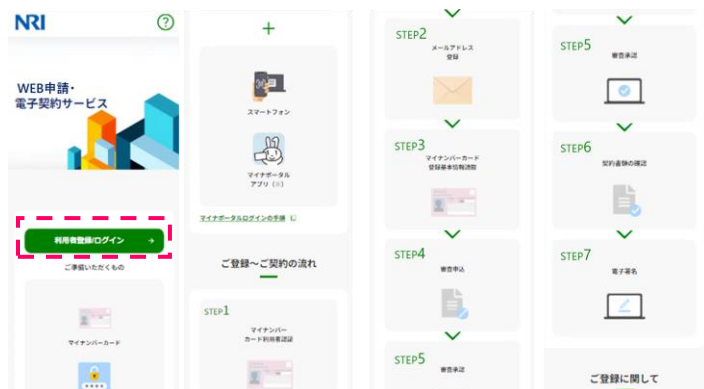 NRI
?
WEB申請・
電子契約サービス
利用者登録/ログイン →
ご準備いただくもの
マイナンバーカード
+
スマートフォン
マイナポータル
アプリ (※)
マイナポータルログインの手順
ご登録～ご契約の流れ
STEP1
マイナンバー
カード利用者認証
STEP2
メールアドレス
登録
STEP3
マイナンバーカード
登録基本情報読取
STEP4
審査申込
STEP5
審査承認
STEP5
審査承認
STEP6
契約書類の確認
STEP7
電子署名
ご登録に関して